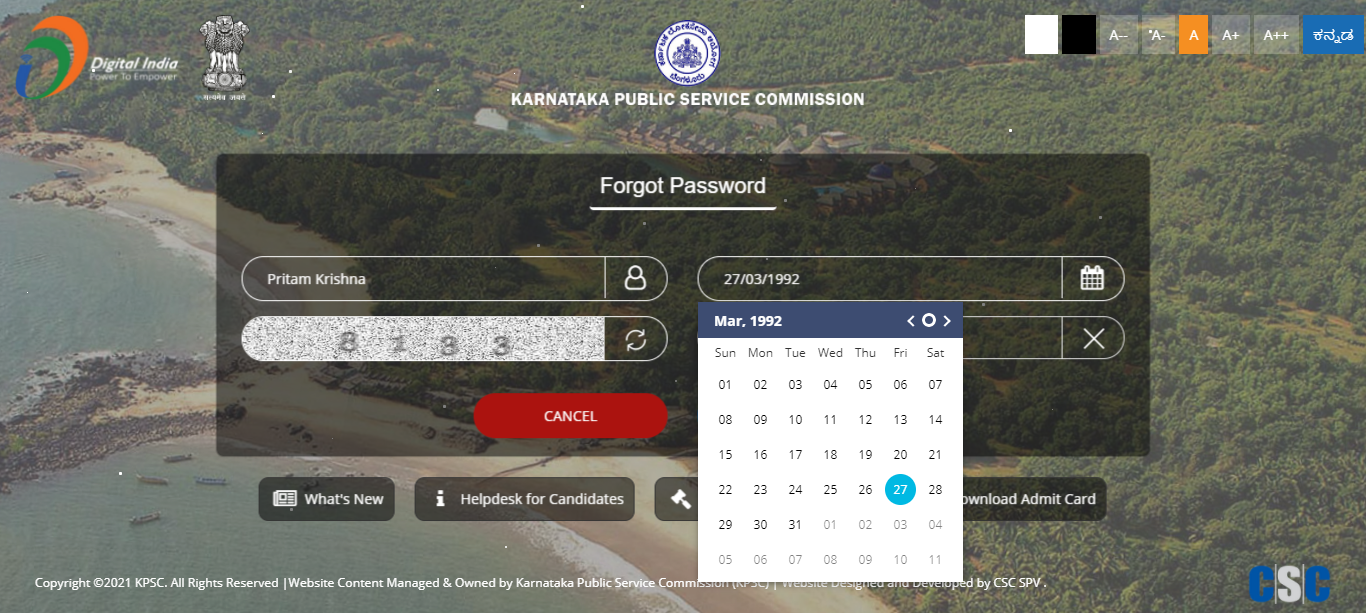 Digital India
Power To Empower
सत्यमेव जयते
KARNATAKA PUBLIC SERVICE COMMISSION
A-- "A- A A+ A++ ಕನ್ನಡ
Forgot Password
Pritam Krishna
27/03/1992
3 1 3 3
Mar, 1992
Sun Mon Tue Wed Thu Fri Sat
01 02 03 04 05 06 07
08 09 10 11 12 13 14
15 16 17 18 19 20 21
22 23 24 25 26 27 28
29 30 31 01 02 03 04
05 06 07 08 09 10 11
CANCEL
What's New
Helpdesk for Candidates
ownload Admit Card
Copyright ©2021 KPSC. All Rights Reserved |Website Content Managed & Owned by Karnataka Public Service Commission (KPSC) | Website Designed and Developed by CSC SPV .
CSC